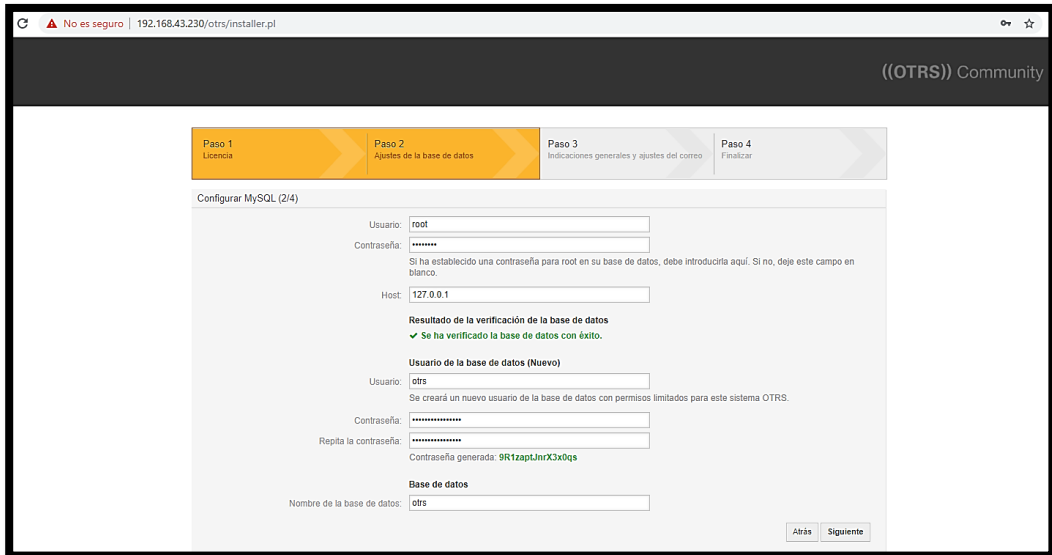 No es seguro | 192.168.43.230/otrs/installer.pl
((OTRS)) Community
Paso 1
Licencia
Paso 2
Ajustes de la base de datos
Paso 3
Indicaciones generales y ajustes del correo
Paso 4
Finalizar
Configurar MySQL (2/4)
Usuario: root
Contraseña: ••••••••
Si ha establecido una contraseña para root en su base de datos, debe introducirla aquí. Si no, deje este campo en
blanco.
Host: 127.0.0.1
Resultado de la verificación de la base de datos
✔ Se ha verificado la base de datos con éxito.
Usuario de la base de datos (Nuevo)
Usuario: otrs
Se creará un nuevo usuario de la base de datos con permisos limitados para este sistema OTRS.
Contraseña: ••••••••••••••••
Repita la contraseña: ••••••••••••••••
Contraseña generada: 9R1zaptJnrX3x0qs
Base de datos
Nombre de la base de datos: otrs
Atrás Siguiente